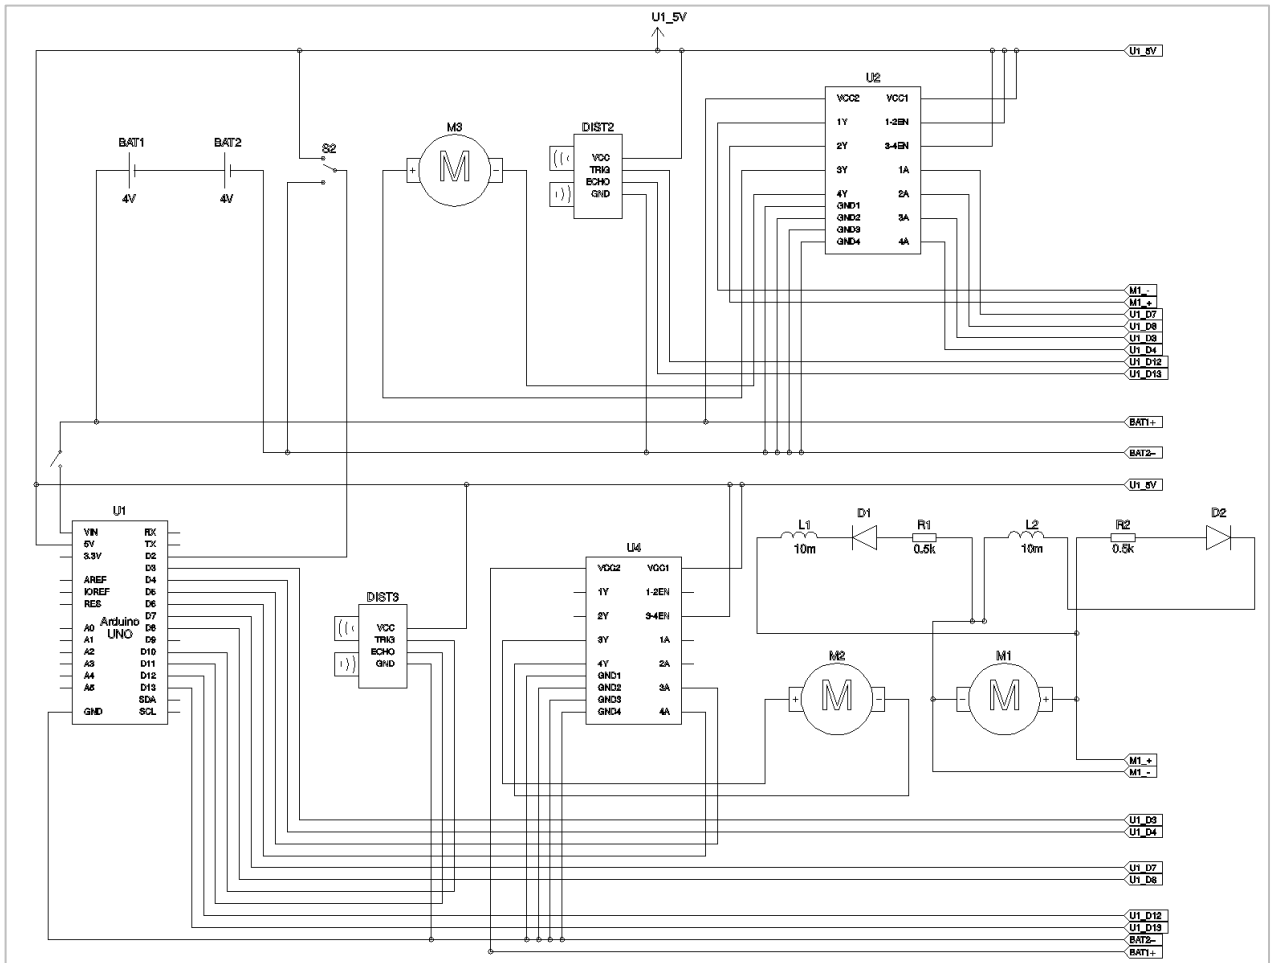 U1_5V
U1_5V
U2
VCC2 VCC1
1Y 1-2EN
2Y 3-4EN
3Y 1A
4Y 2A
GND1
GND2 3A
GND3
GND4 4A
BAT1
4V
BAT2
4V
S2
M3
+ M -
DIST2
VCC
TRIG
ECHO
GND
M1_-
M1_+
U1_D7
U1_D8
U1_D3
U1_D4
U1_D12
U1_D13
BAT1+
BAT2-
U1_5V
U1
VIN RX
5V TX
3.3V D2
D3
AREF D4
IOREF D5
RES D6
D7
A0 D8
Arduino
UNO
A1 D9
A2 D10
A3 D11
A4 D12
A5 D13
SDA
GND SCL
DIST3
VCC
TRIG
ECHO
GND
U4
VCC2 VCC1
1Y 1-2EN
2Y 3-4EN
3Y 1A
4Y 2A
GND1
GND2 3A
GND3
GND4 4A
L1
10m
D1
R1
0.5k
L2
10m
R2
0.5k
D2
M2
+ M -
M1
- M +
M1_+
M1_-
U1_D3
U1_D4
U1_D7
U1_D8
U1_D12
U1_D13
BAT2-
BAT1+